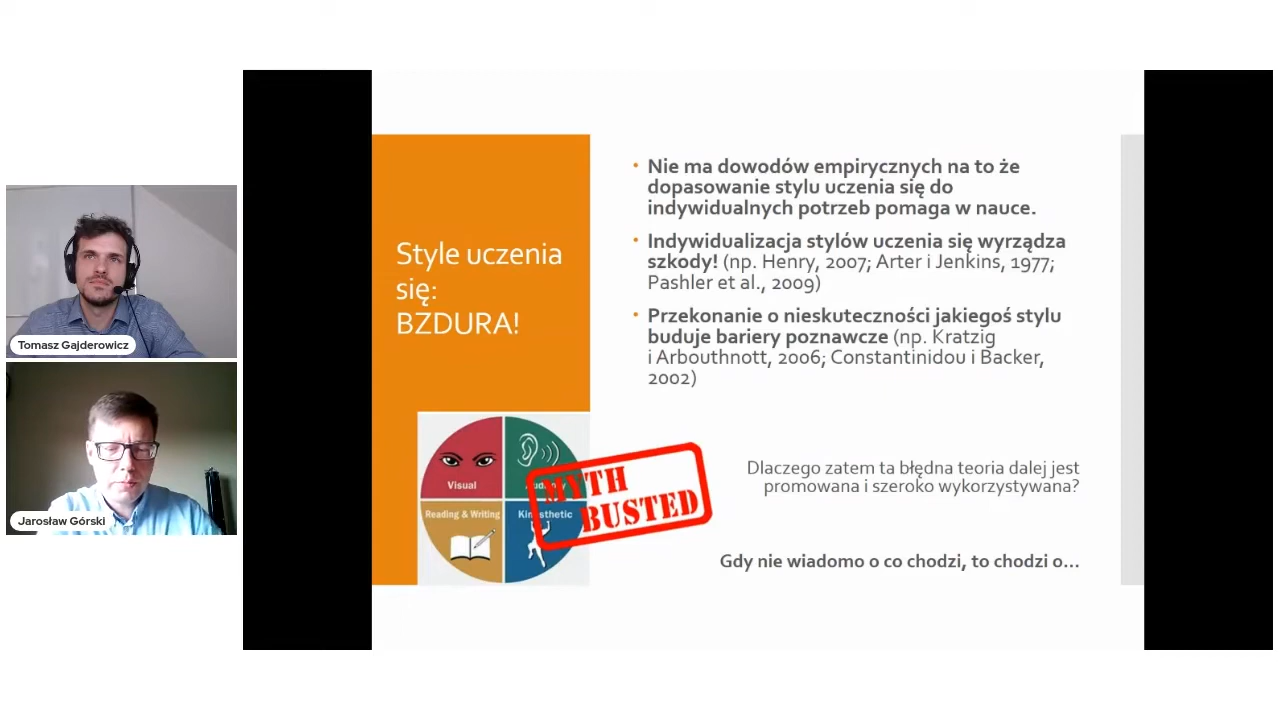 Tomasz Gajderowicz
Jarosław Górski
Style uczenia
się:
BZDURA!
Visual
Auditory
Reading & Writing
Kinesthetic
MYTH
BUSTED
• Nie ma dowodów empirycznych na to że
dopasowanie stylu uczenia się do
indywidualnych potrzeb pomaga w nauce.
• Indywidualizacja stylów uczenia się wyrządza
szkody! (np. Henry, 2007; Arter i Jenkins, 1977;
Pashler et al., 2009)
• Przekonanie o nieskuteczności jakiegoś stylu
buduje bariery poznawcze (np. Kratzig
i Arbouthnott, 2006; Constantinidou i Backer,
2002)
Dlaczego zatem ta błędna teoria dalej jest
promowana i szeroko wykorzystywana?
Gdy nie wiadomo o co chodzi, to chodzi o...